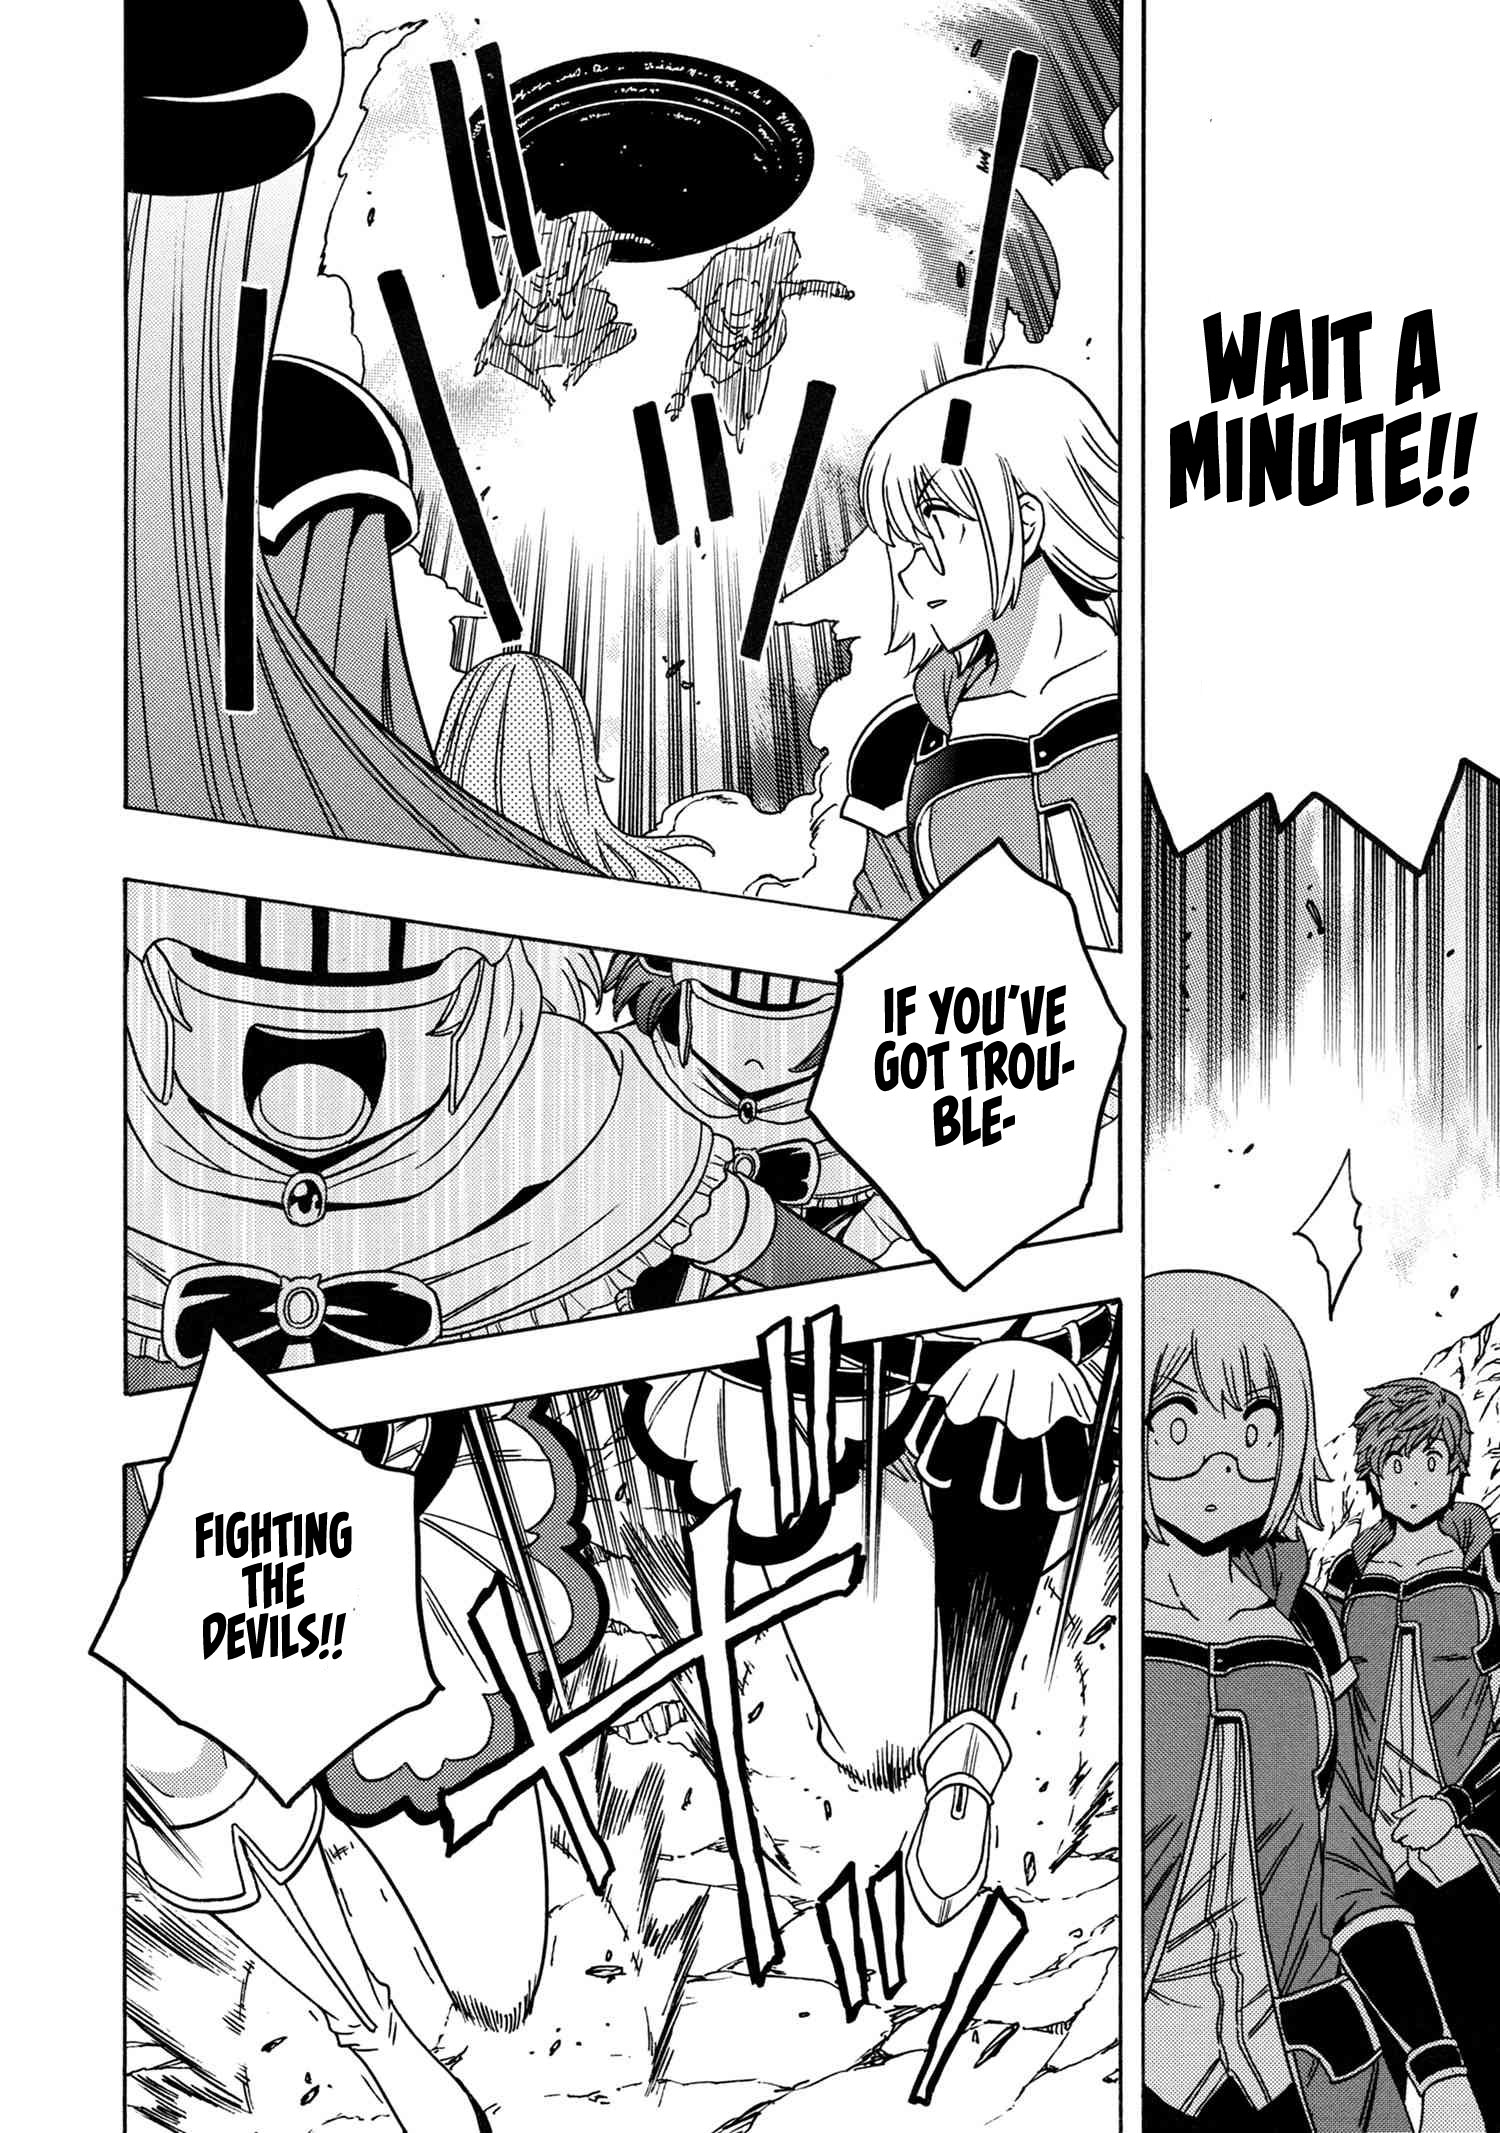 WAIT A
MINUTE!!
IF YOU'VE
GOT TROU-
BLE-
FIGHTING
THE
DEVILS!!